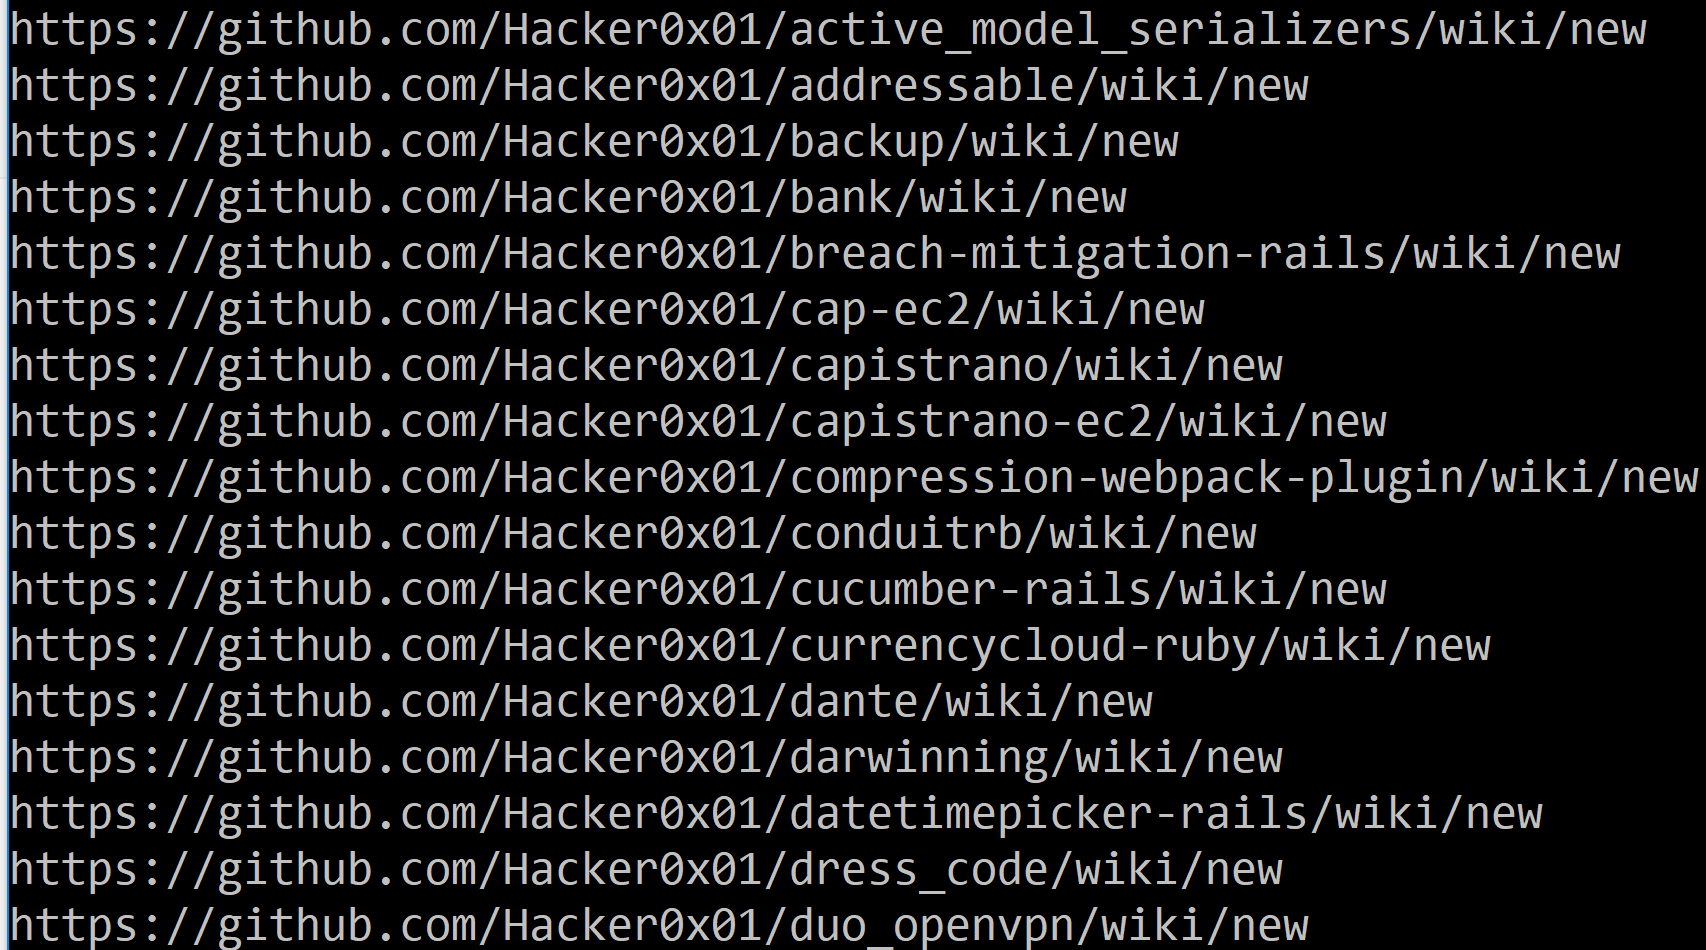 https://github.com/Hacker0x01/active_model_serializers/wiki/new
https://github.com/Hacker0x01/addressable/wiki/new
https://github.com/Hacker0x01/backup/wiki/new
https://github.com/Hacker0x01/bank/wiki/new
https://github.com/Hacker0x01/breach-mitigation-rails/wiki/new
https://github.com/Hacker0x01/cap-ec2/wiki/new
https://github.com/Hacker0x01/capistrano/wiki/new
https://github.com/Hacker0x01/capistrano-ec2/wiki/new
https://github.com/Hacker0x01/compression-webpack-plugin/wiki/new
https://github.com/Hacker0x01/conduitrb/wiki/new
https://github.com/Hacker0x01/cucumber-rails/wiki/new
https://github.com/Hacker0x01/currencycloud-ruby/wiki/new
https://github.com/Hacker0x01/dante/wiki/new
https://github.com/Hacker0x01/darwinning/wiki/new
https://github.com/Hacker0x01/datetimepicker-rails/wiki/new
https://github.com/Hacker0x01/dress_code/wiki/new
https://github.com/Hacker0x01/duo_openvpn/wiki/new